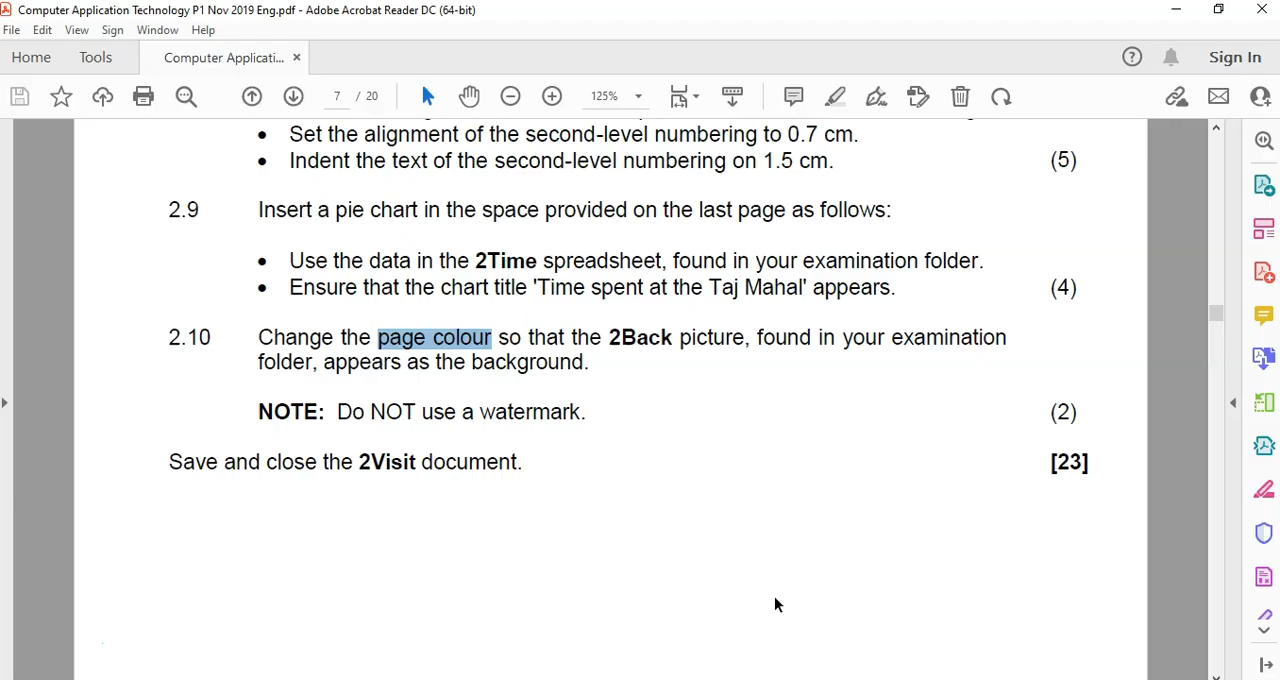 Computer Application Technology P1 Nov 2019 Eng.pdf - Adobe Acrobat Reader DC (64-bit)
File Edit View Sign Window Help
Home Tools Computer Applicati... × Sign In
7 / 20 125%
• Set the alignment of the second-level numbering to 0.7 cm.
• Indent the text of the second-level numbering on 1.5 cm. (5)
2.9 Insert a pie chart in the space provided on the last page as follows:
• Use the data in the 2Time spreadsheet, found in your examination folder.
• Ensure that the chart title 'Time spent at the Taj Mahal' appears. (4)
2.10 Change the page colour so that the 2Back picture, found in your examination
folder, appears as the background.
NOTE: Do NOT use a watermark. (2)
Save and close the 2Visit document. [23]